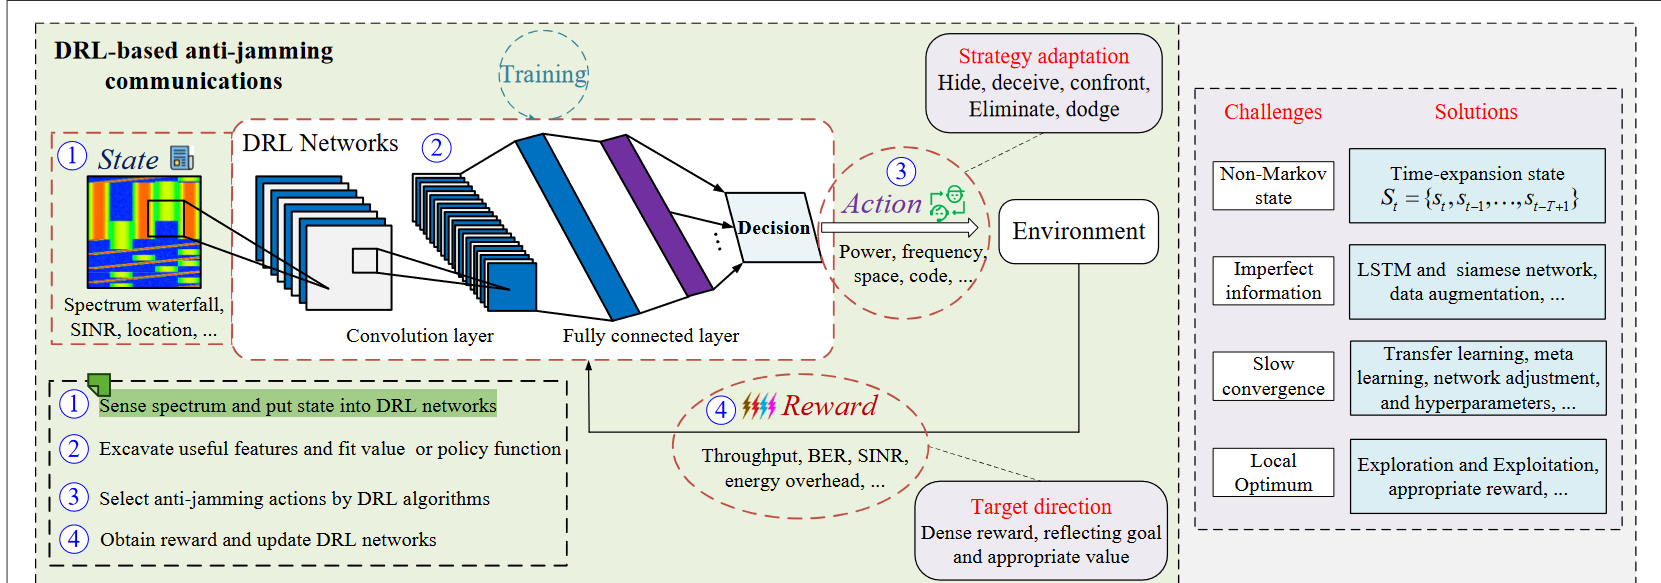 DRL-based anti-jamming
communications
Training
Strategy adaptation
Hide, deceive, confront,
Eliminate, dodge
① State
Spectrum waterfall,
SINR, location, ...
DRL Networks ②
Convolution layer
Fully connected layer
Decision
③
Action
Power, frequency,
space, code, ...
Environment
④ Reward
Throughput, BER, SINR,
energy overhead, ...
Target direction
Dense reward, reflecting goal
and appropriate value
① Sense spectrum and put state into DRL networks
② Excavate useful features and fit value or policy function
③ Select anti-jamming actions by DRL algorithms
④ Obtain reward and update DRL networks
Challenges Solutions
Non-Markov
state
Time-expansion state
S_t = {s_t, s_{t-1}, ..., s_{t-T+1}}
Imperfect
information
LSTM and siamese network,
data augmentation, ...
Slow
convergence
Transfer learning, meta
learning, network adjustment,
and hyperparameters, ...
Local
Optimum
Exploration and Exploitation,
appropriate reward, ...